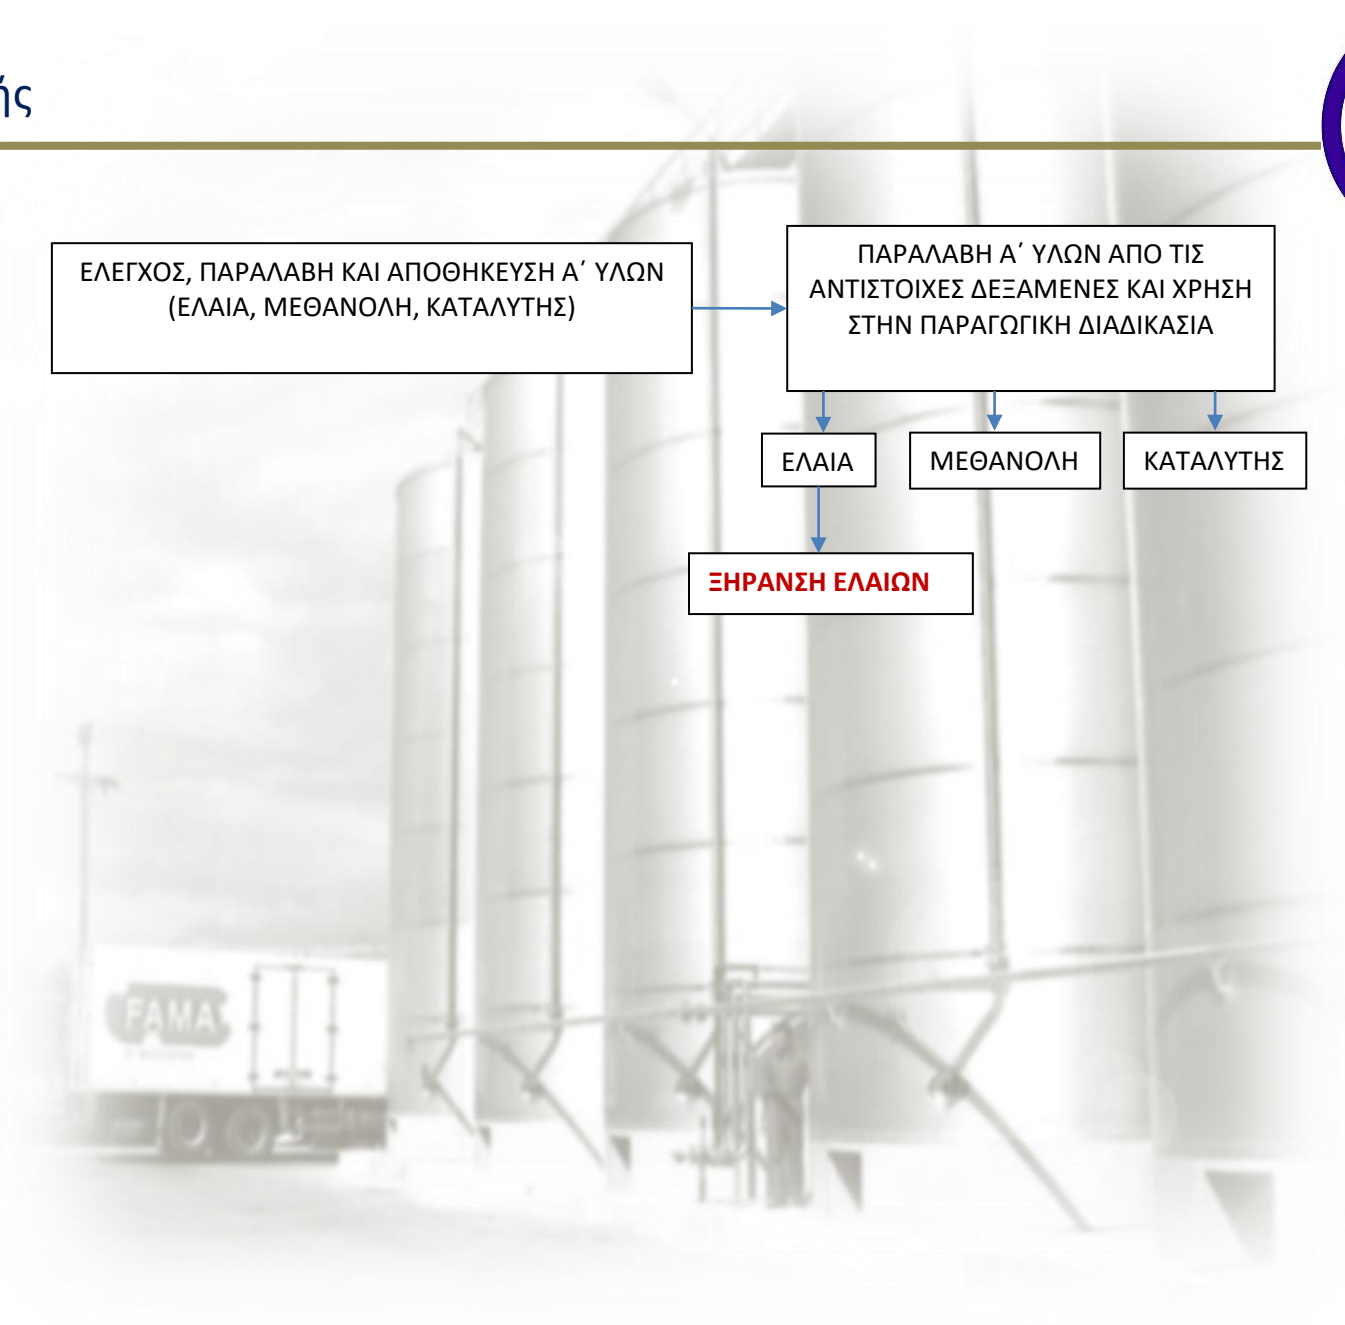 ής
ΕΛΕΓΧΟΣ, ΠΑΡΑΛΑΒΗ ΚΑΙ ΑΠΟΘΗΚΕΥΣΗ Α΄ ΥΛΩΝ
(ΕΛΑΙΑ, ΜΕΘΑΝΟΛΗ, ΚΑΤΑΛΥΤΗΣ)
ΠΑΡΑΛΑΒΗ Α΄ ΥΛΩΝ ΑΠΟ ΤΙΣ
ΑΝΤΙΣΤΟΙΧΕΣ ΔΕΞΑΜΕΝΕΣ ΚΑΙ ΧΡΗΣΗ
ΣΤΗΝ ΠΑΡΑΓΩΓΙΚΗ ΔΙΑΔΙΚΑΣΙΑ
ΕΛΑΙΑ
ΜΕΘΑΝΟΛΗ
ΚΑΤΑΛΥΤΗΣ
ΞΗΡΑΝΣΗ ΕΛΑΙΩΝ
FAMA